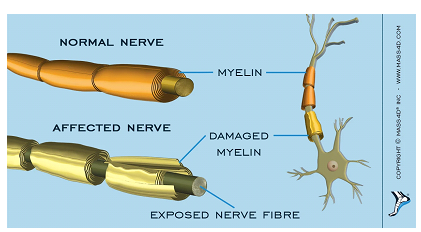 NORMAL NERVE
MYELIN
AFFECTED NERVE
DAMAGED
MYELIN
EXPOSED NERVE FIBRE
COPYRIGHT © MASS4D® INC - WWW.MASS4D.COM